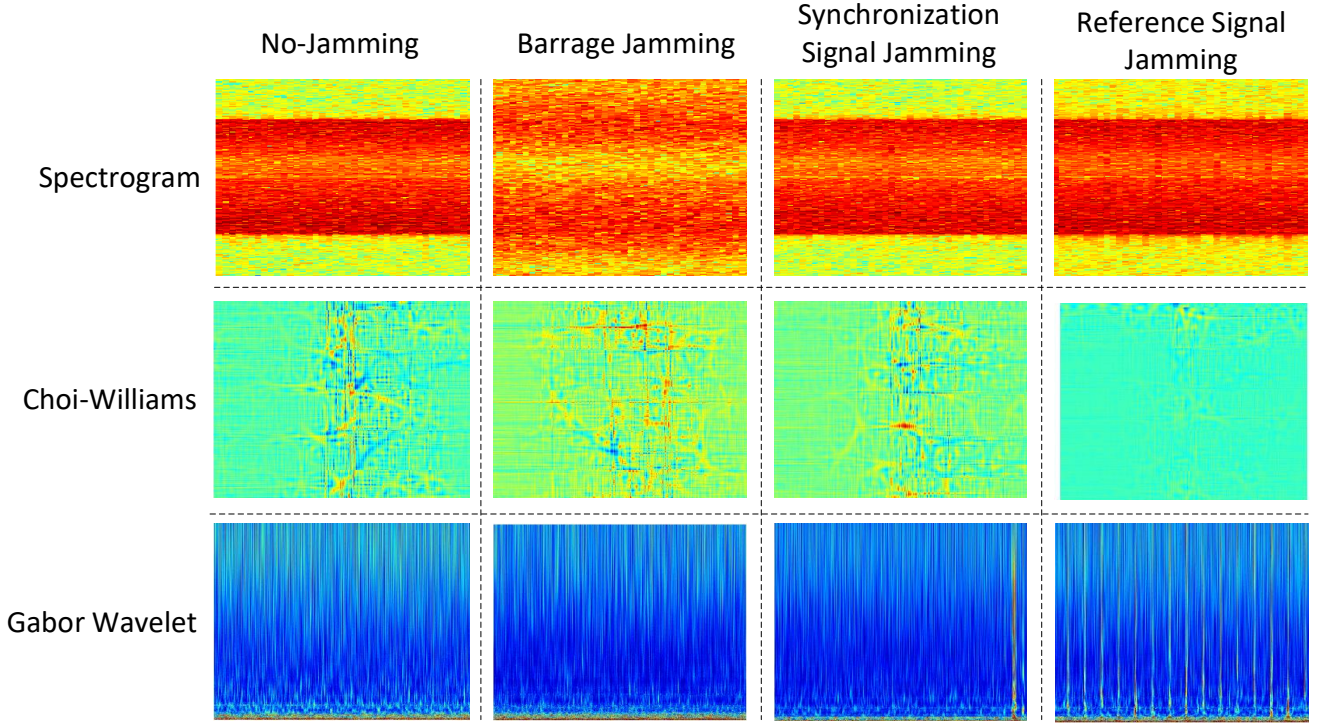 No-Jamming
Barrage Jamming
Synchronization
Signal Jamming
Reference Signal
Jamming
Spectrogram
Choi-Williams
Gabor Wavelet